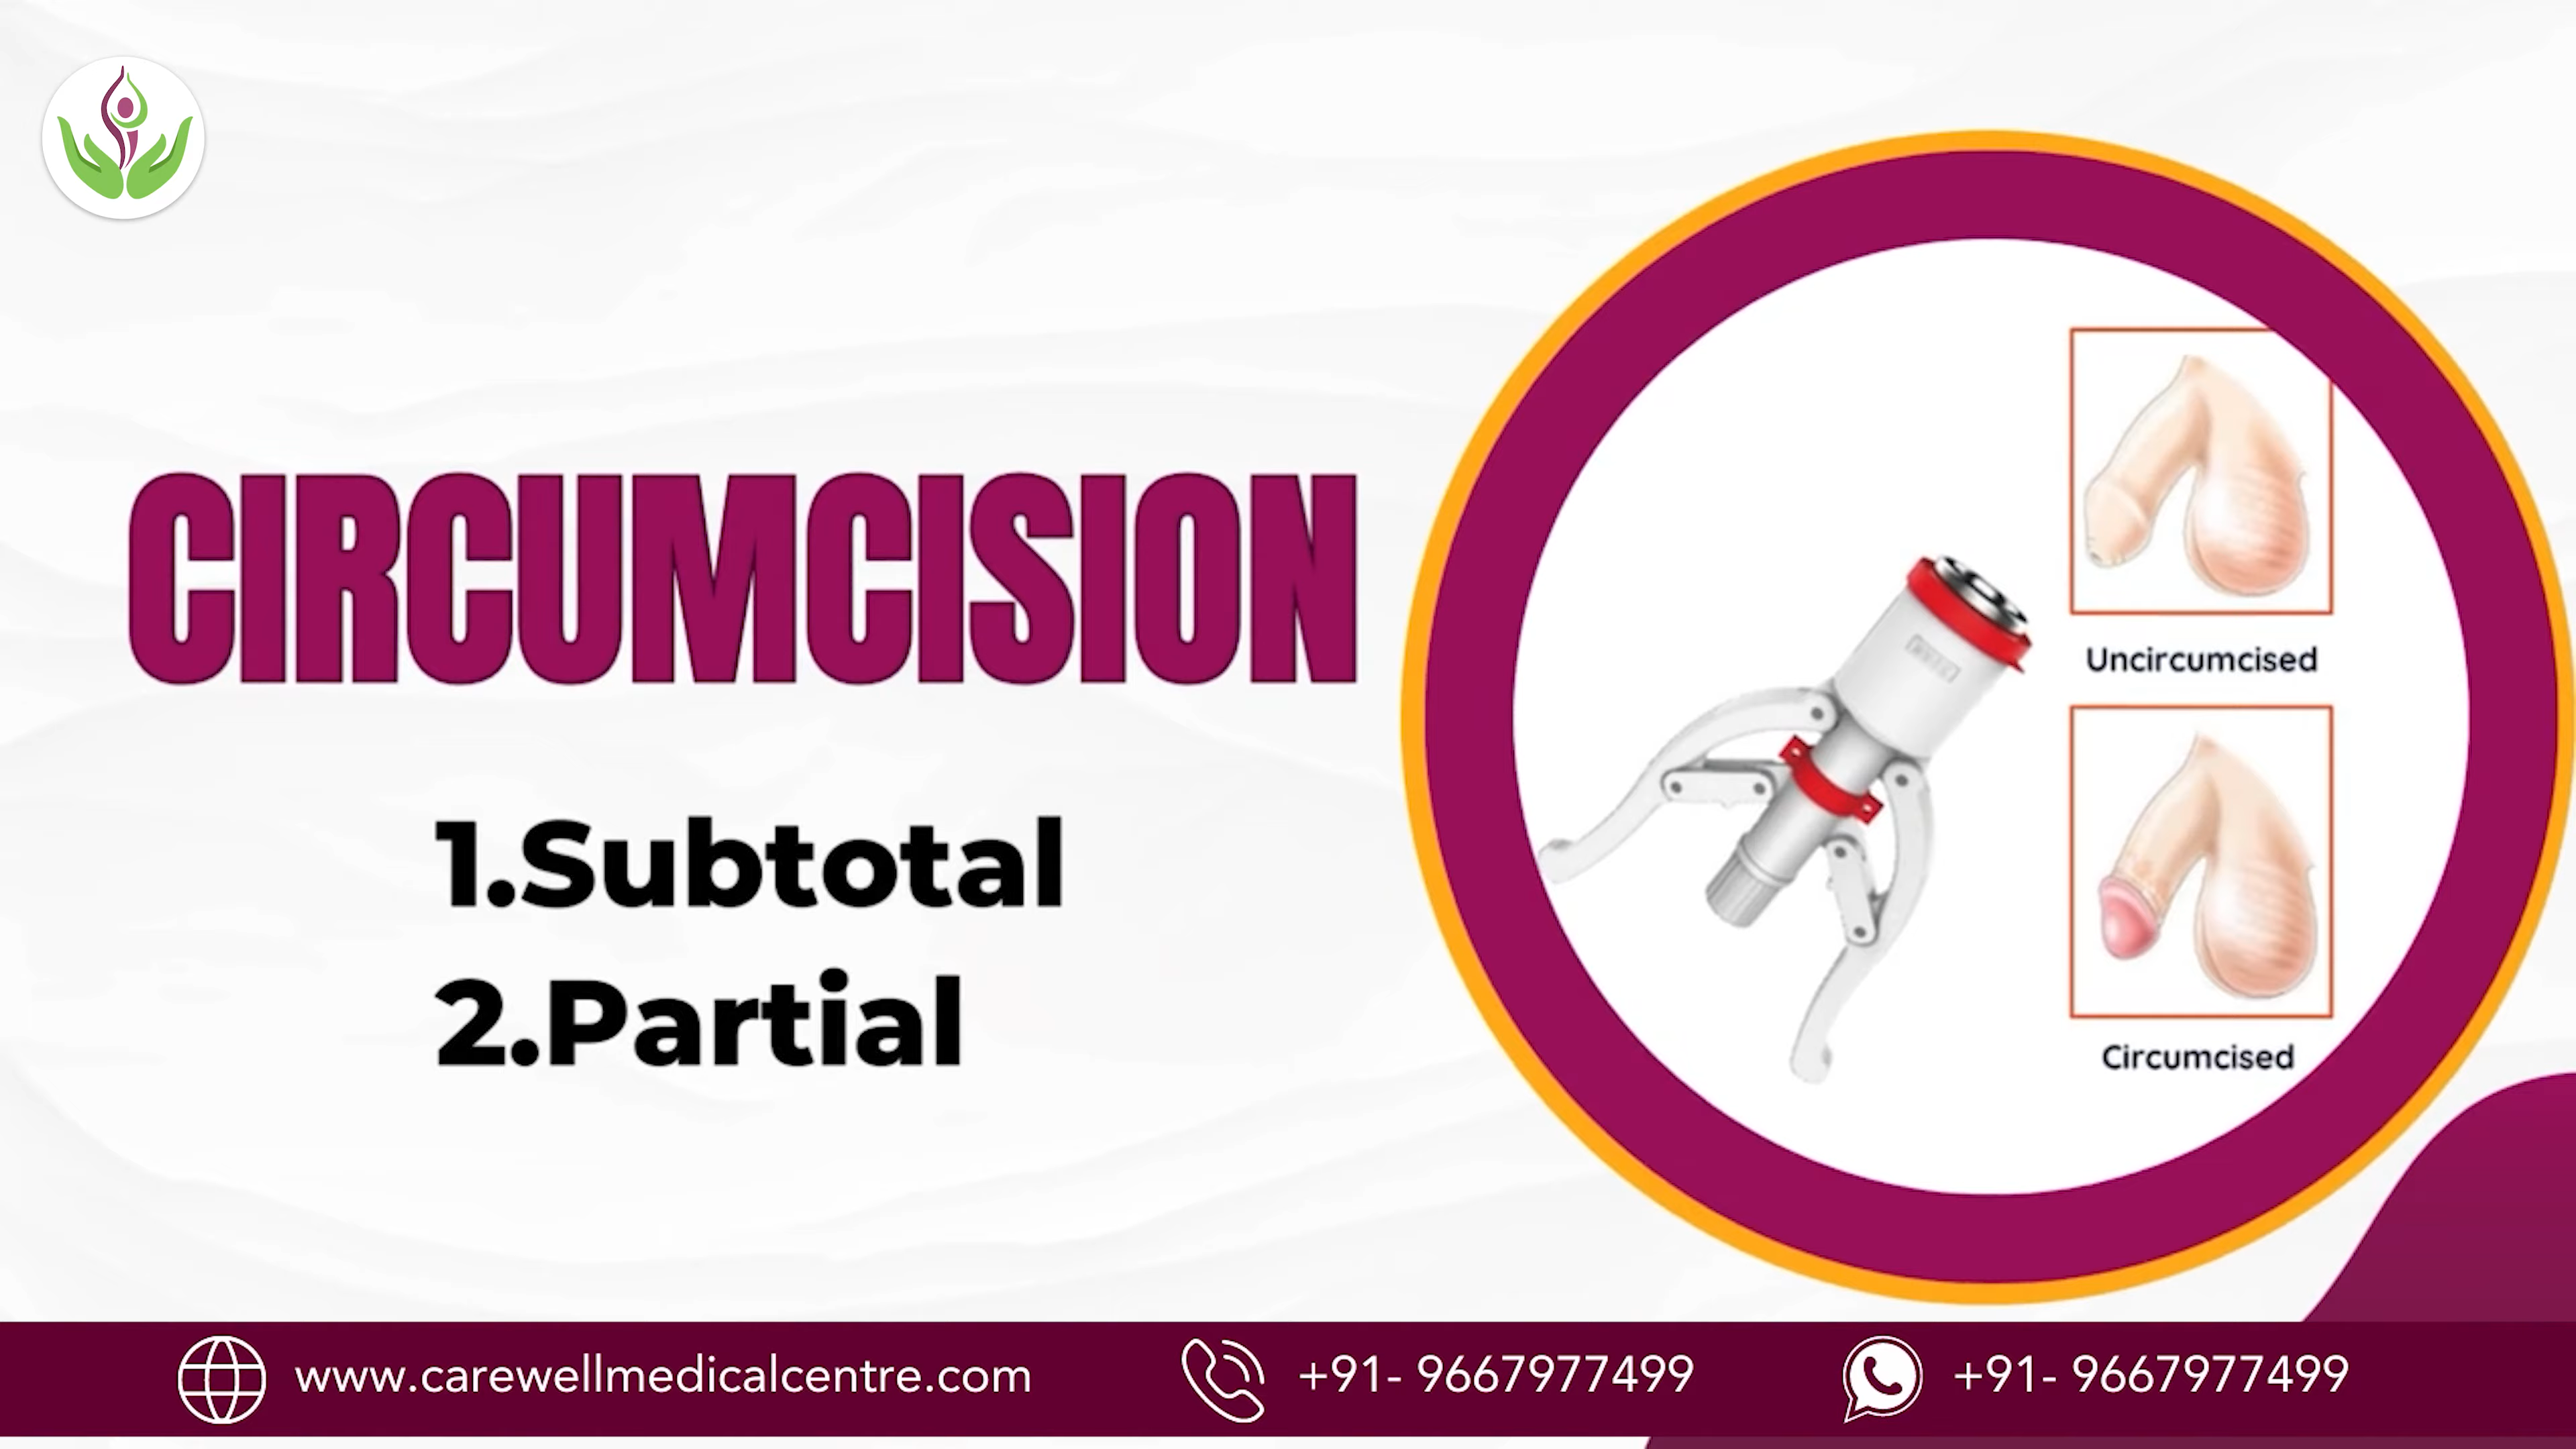 CIRCUMCISION
1.Subtotal
2.Partial
Uncircumcised
Circumcised
www.carewellmedicalcentre.com
+91- 9667977499
+91- 9667977499